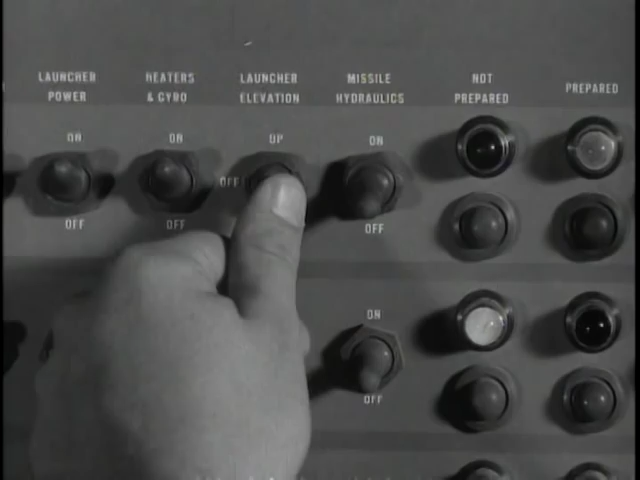 LAUNCHER POWER
HEATERS & GYRO
LAUNCHER ELEVATION
MISSILE HYDRAULICS
NOT PREPARED
PREPARED
ON
ON
UP
ON
OFF
OFF
OFF
OFF
ON
OFF